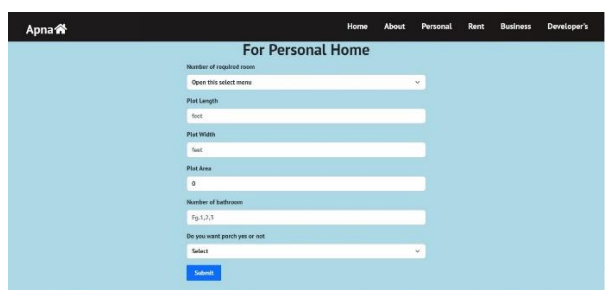 Apna
Home About Personal Rent Business Developer's
For Personal Home
Number of required room
Open this select menu
Plot Length
feet
Plot Width
feet
Plot Area
0
Number of bathroom
Eg.1,2,3
Do you want porch yes or not
Select
Submit